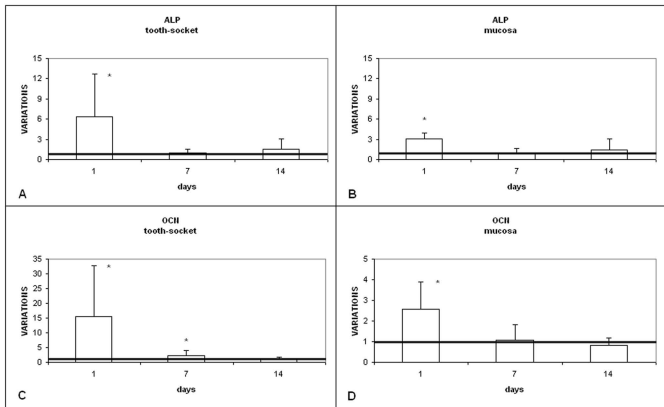 ALP
tooth-socket
VARIATIONS
15
12
9
6
3
0
*
1 7 14
days
A
ALP
mucosa
VARIATIONS
15
12
9
6
3
0
*
1 7 14
days
B
OCN
tooth-socket
VARIATIONS
35
30
25
20
15
10
5
0
*
*
1 7 14
days
C
OCN
mucosa
VARIATIONS
5
4
3
2
1
0
*
1 7 14
days
D